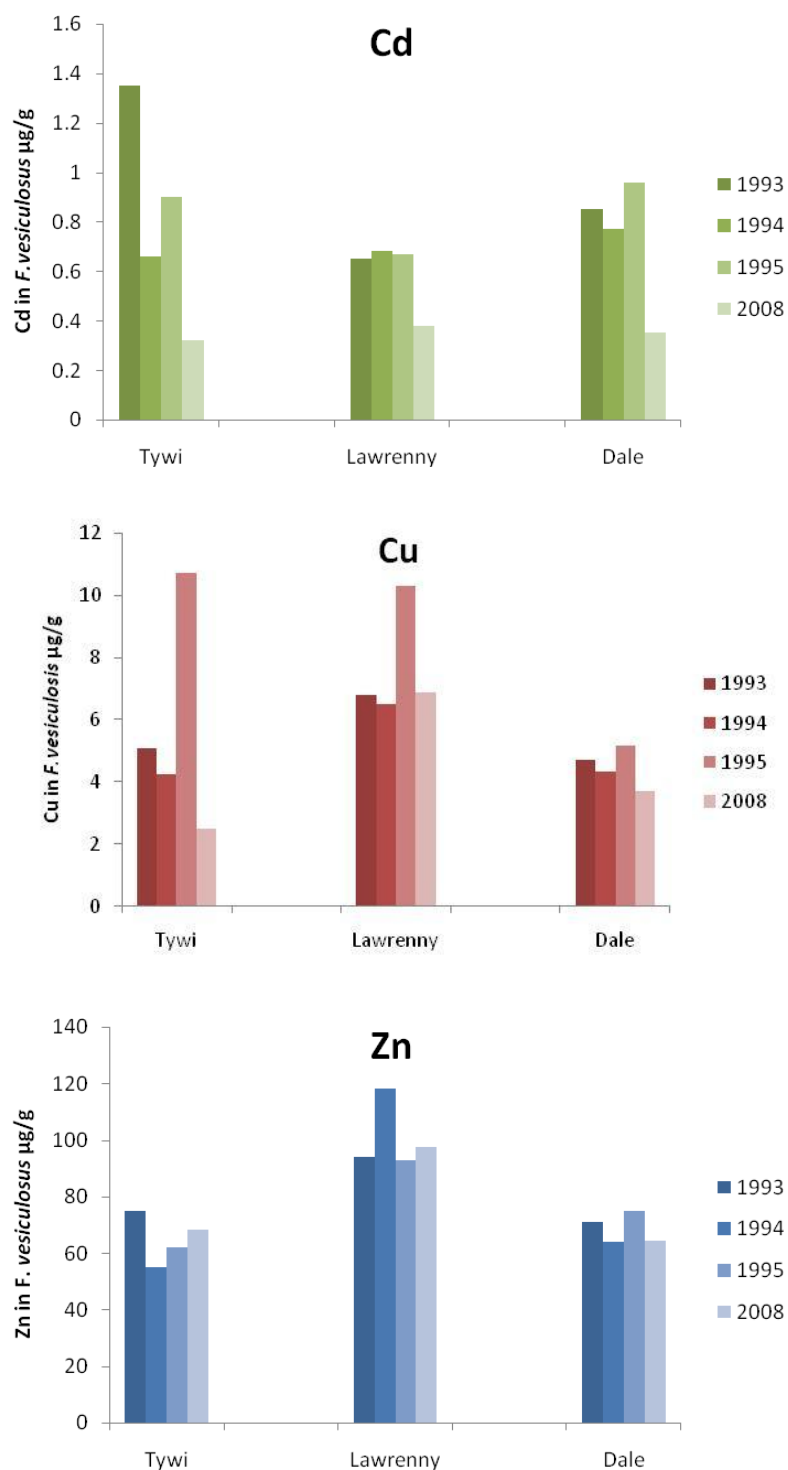 Cd
Cd in F.vesiculosus µg/g
1.6
1.4
1.2
1
0.8
0.6
0.4
0.2
0
Tywi
Lawrenny
Dale
1993
1994
1995
2008
Cu
Cu in F.vesiculosis µg/g
12
10
8
6
4
2
0
Tywi
Lawrenny
Dale
1993
1994
1995
2008
Zn
Zn in F. vesiculosus µg/g
140
120
100
80
60
40
20
0
Tywi
Lawrenny
Dale
1993
1994
1995
2008